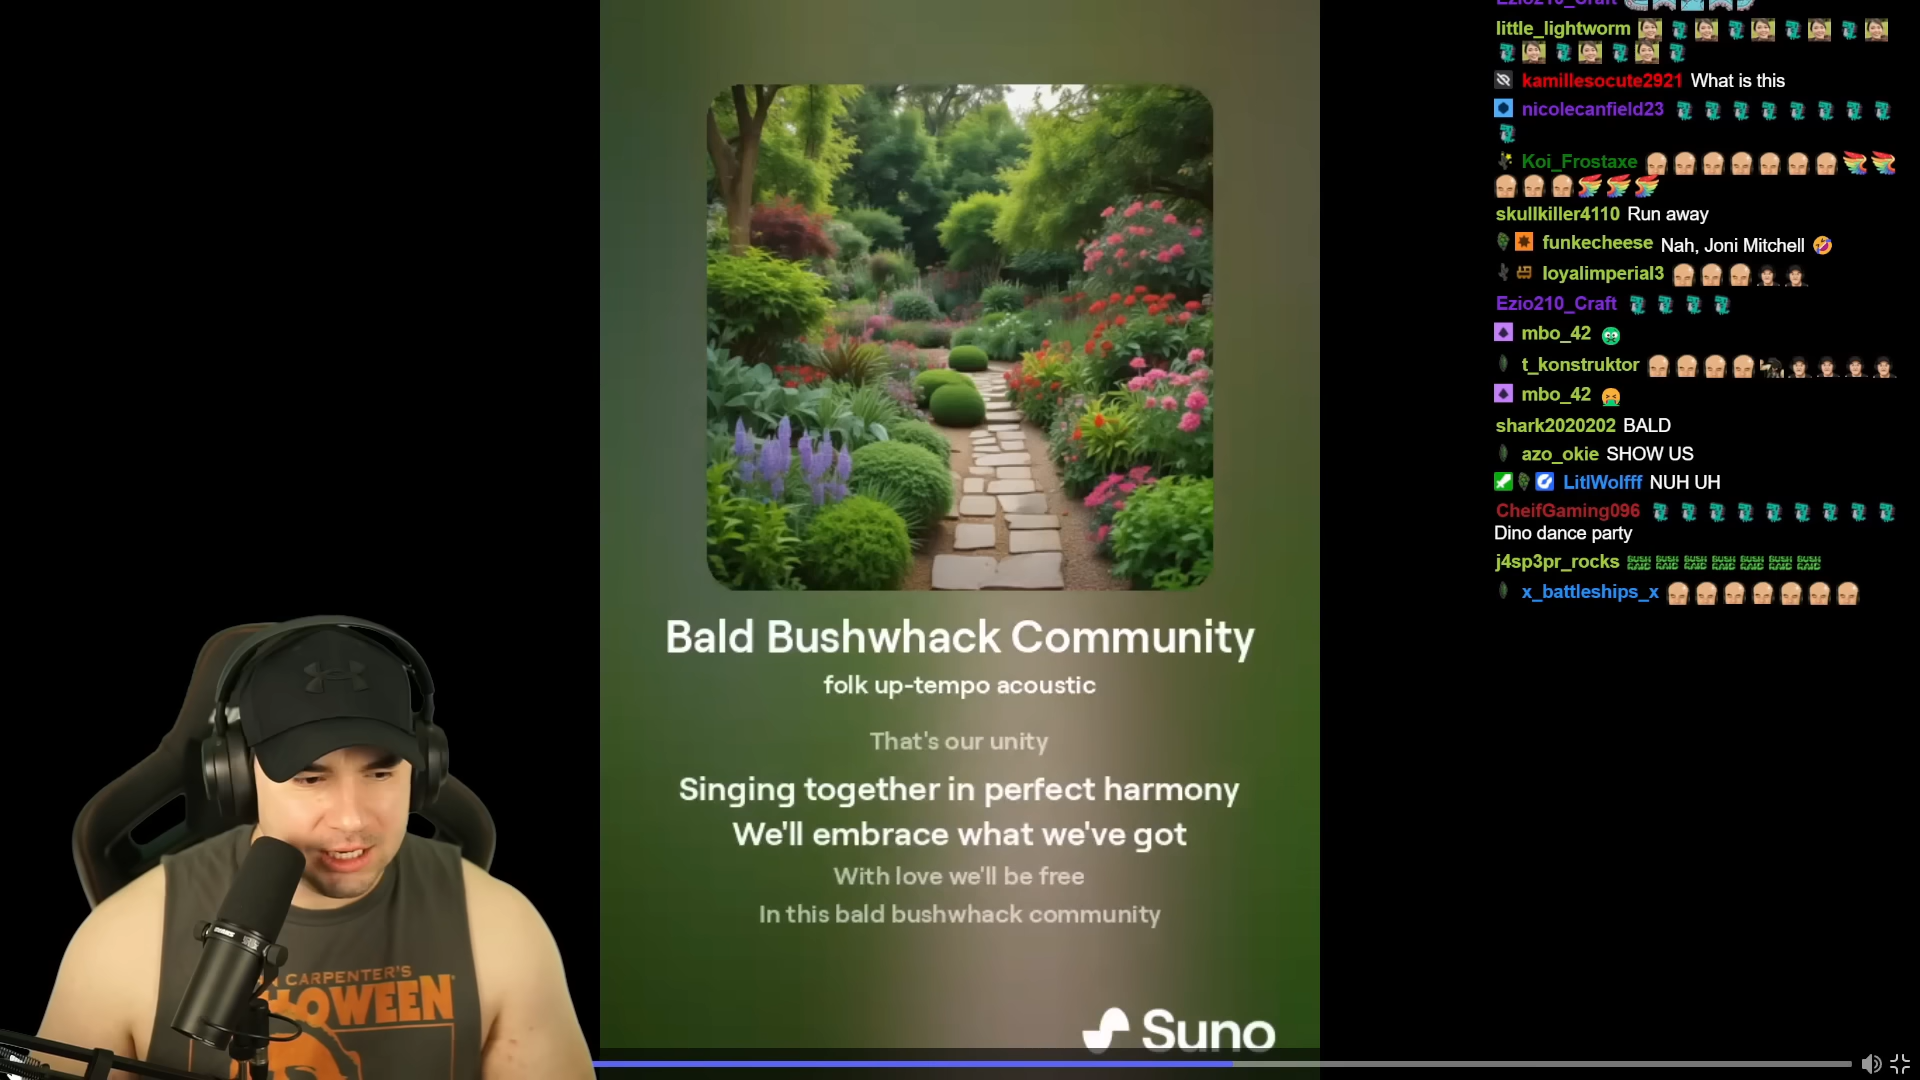 Ezio210_Craft
little_lightworm
kamillesocute2921 What is this
nicolecanfield23
Koi_Frostaxe
skullkiller4110 Run away
funkecheese Nah, Joni Mitchell
loyalimperial3
Ezio210_Craft
mbo_42
t_konstruktor
mbo_42
shark2020202 BALD
azo_okie SHOW US
LitlWolfff NUH UH
CheifGaming096
Dino dance party
j4sp3pr_rocks
x_battleships_x
Bald Bushwhack Community
folk up-tempo acoustic
That's our unity
Singing together in perfect harmony
We'll embrace what we've got
With love we'll be free
In this bald bushwhack community
Suno
CARPENTER'S